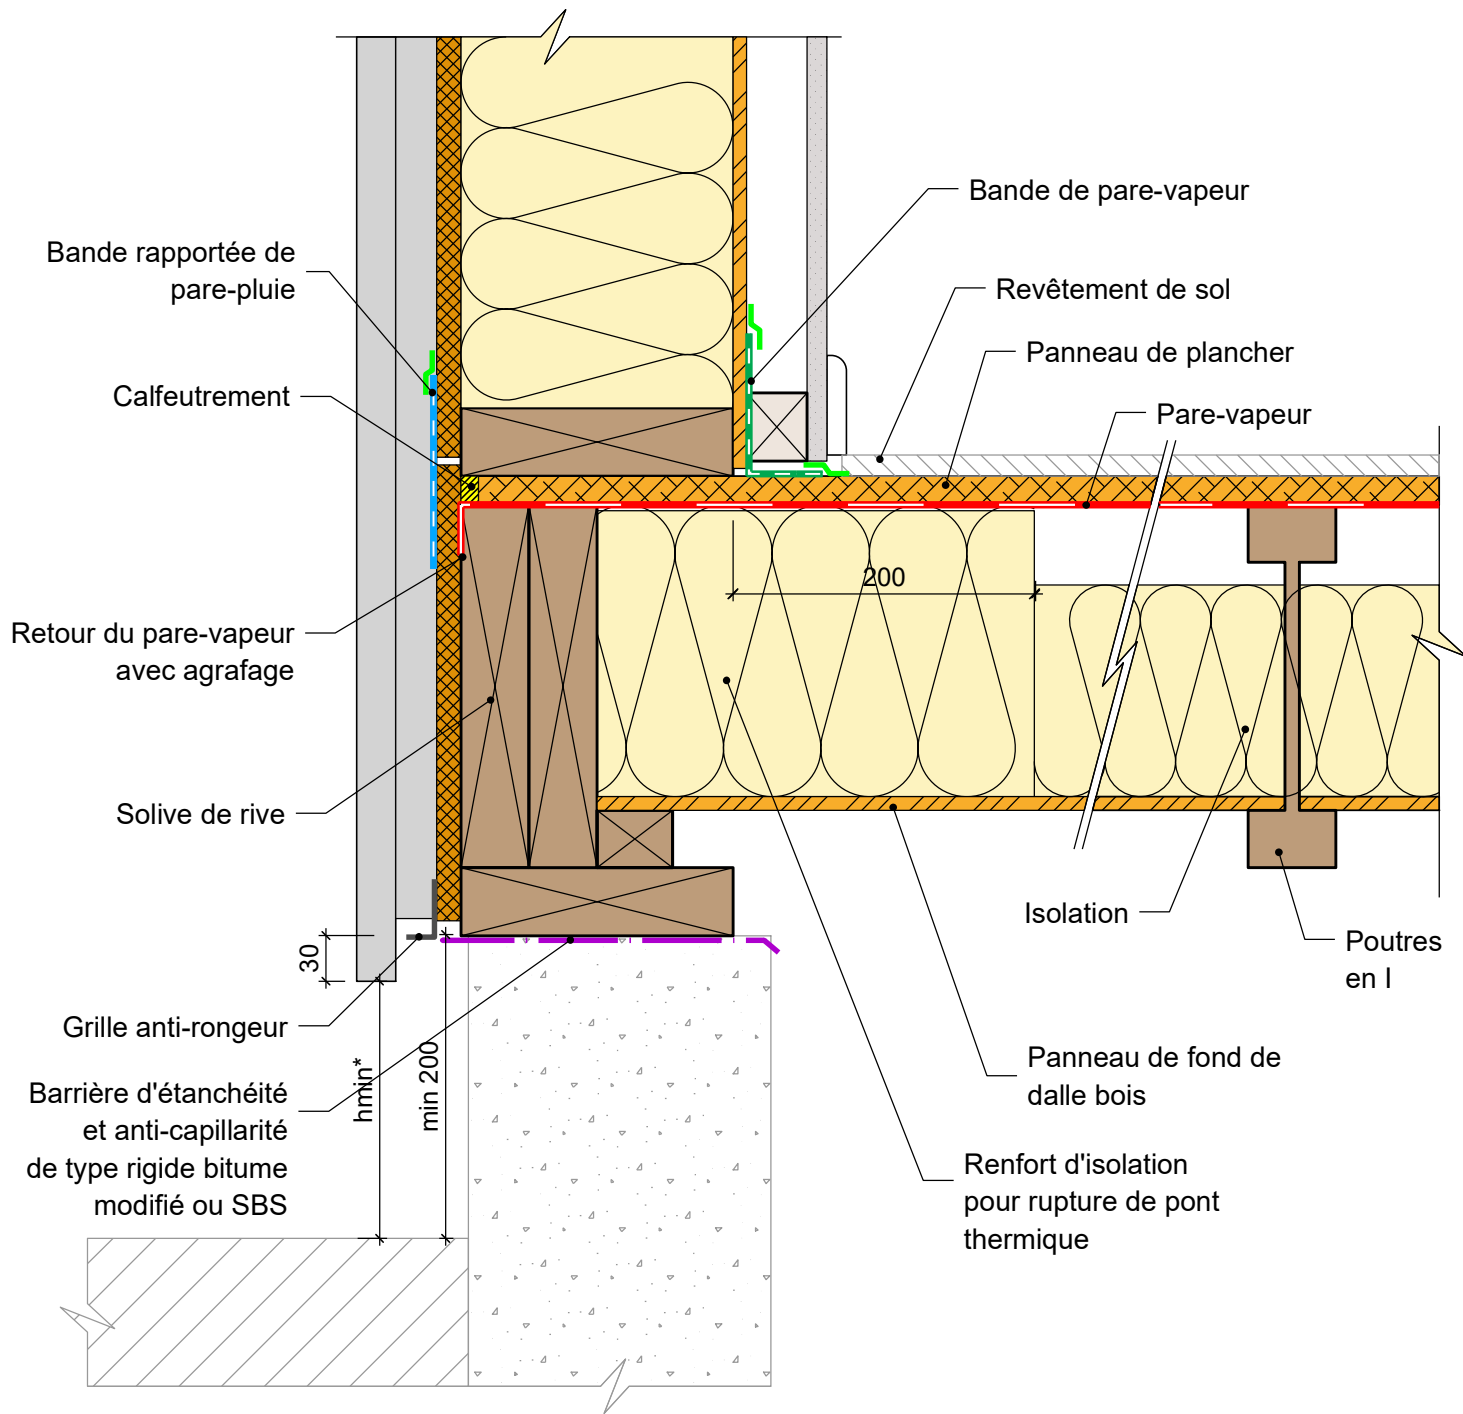 Bande de pare-vapeur
Bande rapportée de
pare-pluie
Revêtement de sol
Panneau de plancher
Calfeutrement
Pare-vapeur
200
Retour du pare-vapeur
avec agrafage
Solive de rive
Isolation
Poutres
en I
30
Grille anti-rongeur
hmin*
min 200
Barrière d'étanchéité
et anti-capillarité
de type rigide bitume
modifié ou SBS
Panneau de fond de
dalle bois
Renfort d'isolation
pour rupture de pont
thermique